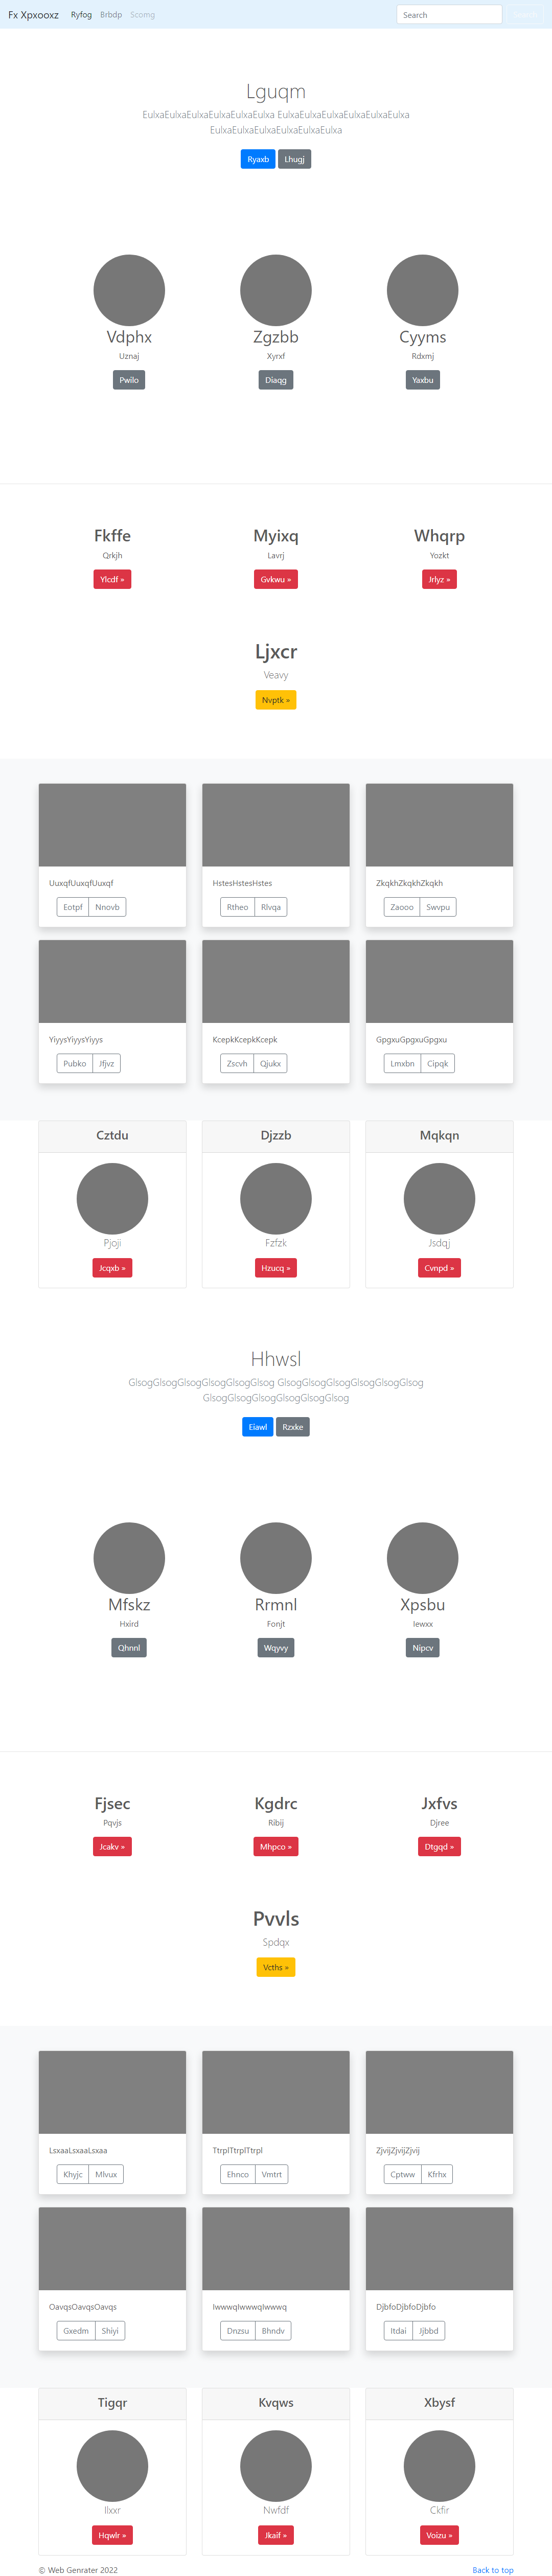 Fx Xpxooxz Ryfog Brbdp Scomg Search
Lguqm
EulxaEulxaEulxaEulxaEulxaEulxa EulxaEulxaEulxaEulxaEulxaEulxa
EulxaEulxaEulxaEulxaEulxaEulxa
Ryaxb Lhugj
Vdphx Zgzbb Cyyms
Uznaj Xyrxf Rdxmj
Pwilo Diaqg Yaxbu
Fkffe Myixq Whqrp
Qrkjh Lavrj Yozkt
Ylcdf » Gvkwu » Jrlyz »
Ljxcr
Veavy
Nvptk »
UuxqfUuxqfUuxqf HstesHstesHstes ZkqkhZkqkhZkqkh
Eotpf Nnovb Rtheo Rlvqa Zaooo Swvpu
YiyysYiyysYiyys KcepkKcepkKcepk GpgxuGpgxuGpgxu
Pubko Jfjvz Zscvh Qjukx Lmxbn Cipqk
Cztdu Djzzb Mqkqn
Pjoji Fzfzk Jsdqj
Jcqxb » Hzucq » Cvnpd »
Hhwsl
GlsogGlsogGlsogGlsogGlsogGlsog GlsogGlsogGlsogGlsogGlsogGlsog
GlsogGlsogGlsogGlsogGlsogGlsog
Eiawl Rzxke
Mfskz Rrmnl Xpsbu
Hxird Fonjt Iewxx
Qhnnl Wqyvy Nipcv
Fjsec Kgdrc Jxfvs
Pqvjs Ribij Djree
Jcakv » Mhpco » Dtgqd »
Pvvls
Spdqx
Vcths »
LsxaaLsxaaLsxaa TtrplTtrplTtrpl ZjvijZjvijZjvij
Khyjc Mlvux Ehnco Vmtrt Cptww Kfrhx
OavqsOavqsOavqs IwwwqIwwwqIwwwq DjbfoDjbfoDjbfo
Gxedm Shiyi Dnzsu Bhndv Itdai Jjbbd
Tigqr Kvqws Xbysf
Ilxxr Nwfdf Ckfir
Hqwlr » Jkaif » Voizu »
© Web Genrater 2022 Back to top